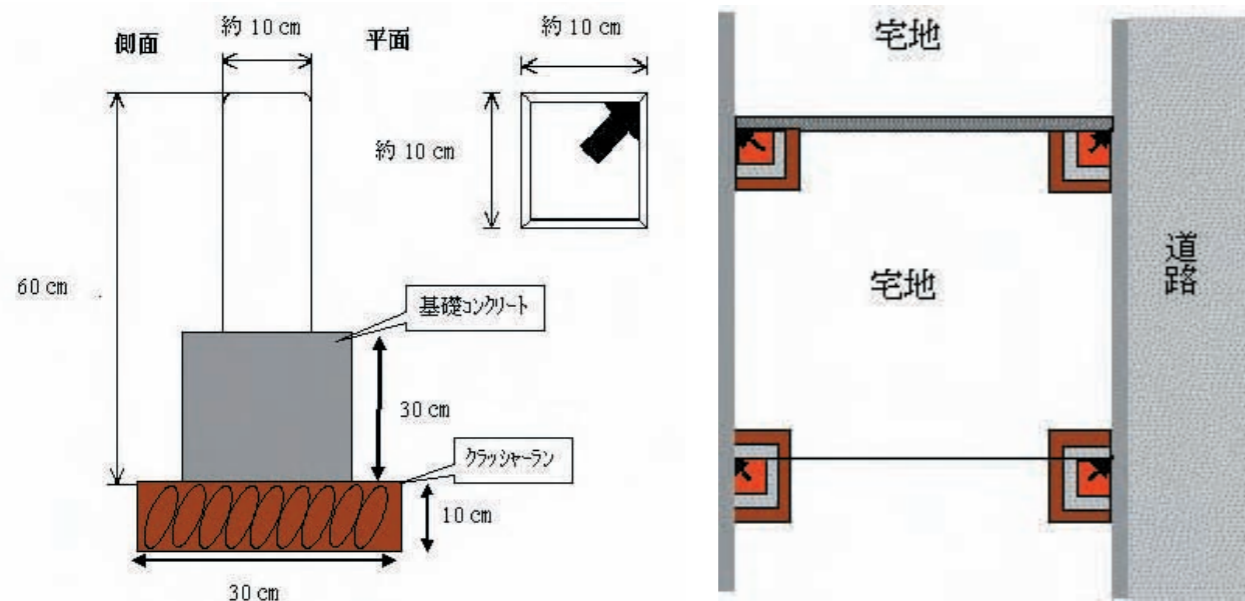 側面
約 10 cm
平面
約 10 cm
約 10 cm
60 cm
基礎コンクリート
30 cm
クラッシャーラン
10 cm
30 cm
宅地
宅地
道路